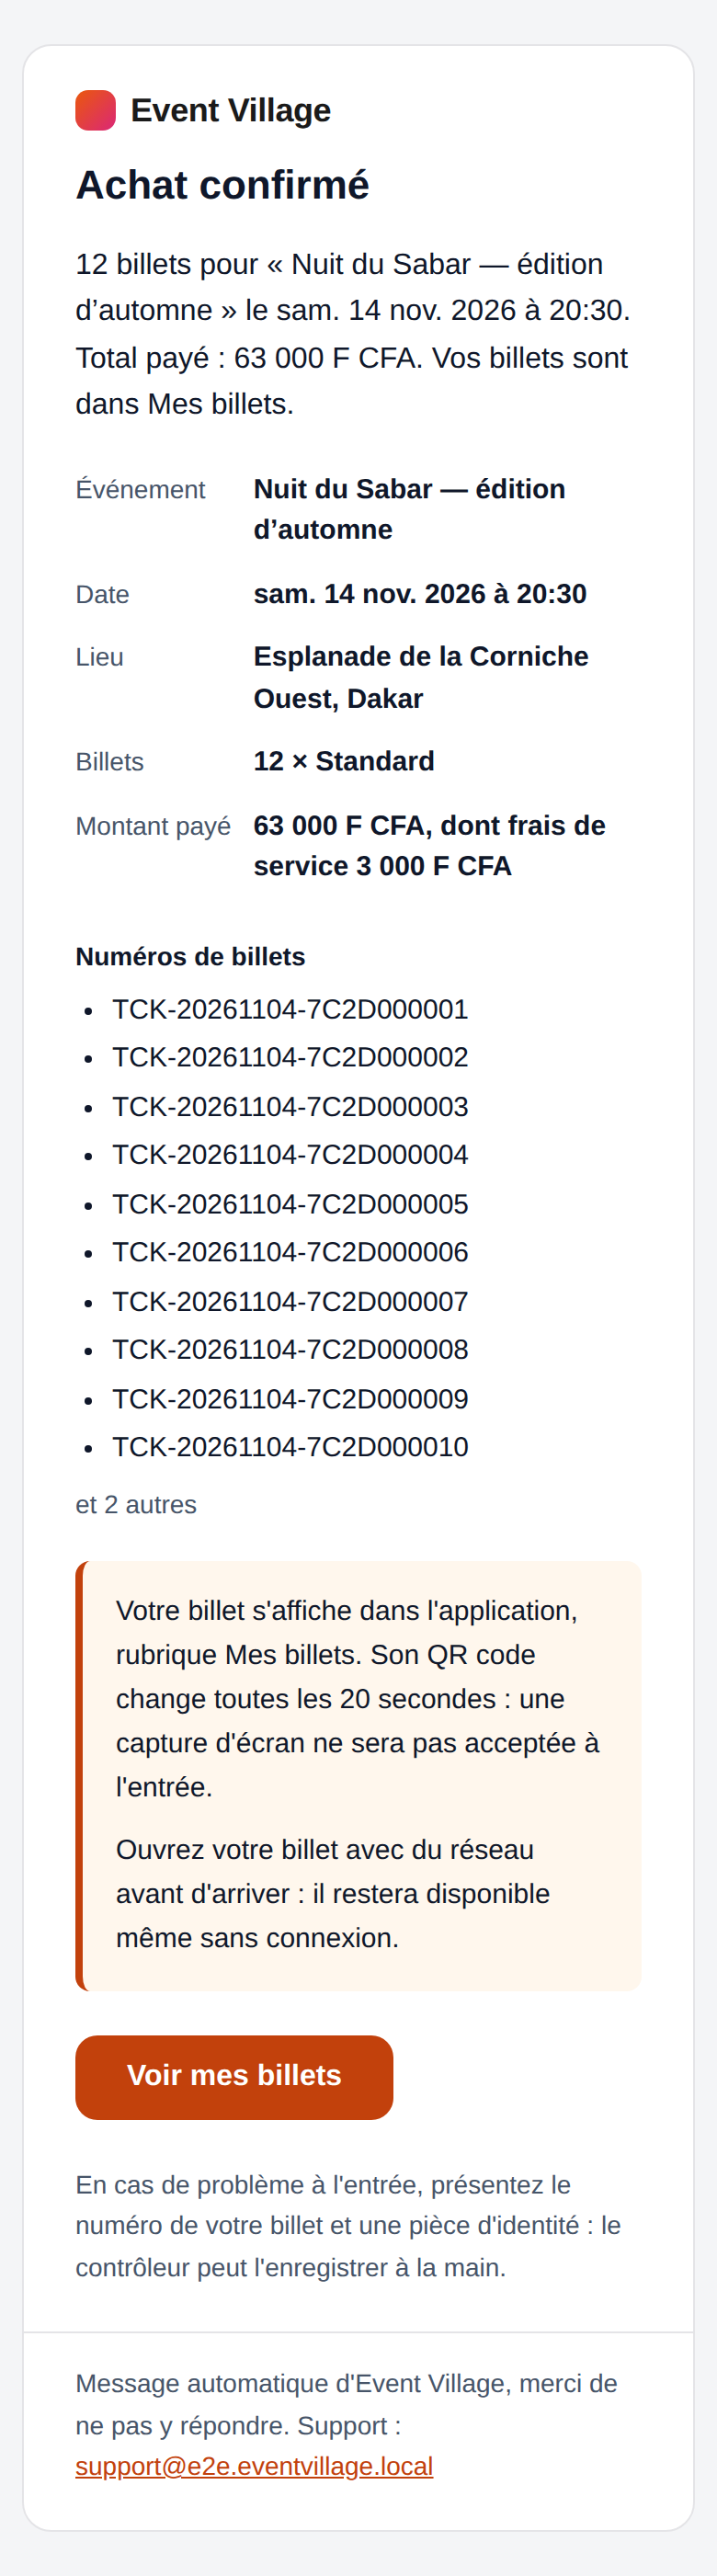 Event Village
Achat confirmé
12 billets pour « Nuit du Sabar — édition
d’automne » le sam. 14 nov. 2026 à 20:30.
Total payé : 63 000 F CFA. Vos billets sont
dans Mes billets.
Événement Nuit du Sabar — édition
d’automne
Date sam. 14 nov. 2026 à 20:30
Lieu Esplanade de la Corniche
Ouest, Dakar
Billets 12 × Standard
Montant payé 63 000 F CFA, dont frais de
service 3 000 F CFA
Numéros de billets
• TCK-20261104-7C2D000001
• TCK-20261104-7C2D000002
• TCK-20261104-7C2D000003
• TCK-20261104-7C2D000004
• TCK-20261104-7C2D000005
• TCK-20261104-7C2D000006
• TCK-20261104-7C2D000007
• TCK-20261104-7C2D000008
• TCK-20261104-7C2D000009
• TCK-20261104-7C2D000010
et 2 autres
Votre billet s'affiche dans l'application,
rubrique Mes billets. Son QR code
change toutes les 20 secondes : une
capture d'écran ne sera pas acceptée à
l'entrée.
Ouvrez votre billet avec du réseau
avant d'arriver : il restera disponible
même sans connexion.
Voir mes billets
En cas de problème à l'entrée, présentez le
numéro de votre billet et une pièce d'identité : le
contrôleur peut l'enregistrer à la main.
Message automatique d'Event Village, merci de
ne pas y répondre. Support :
support@e2e.eventvillage.local